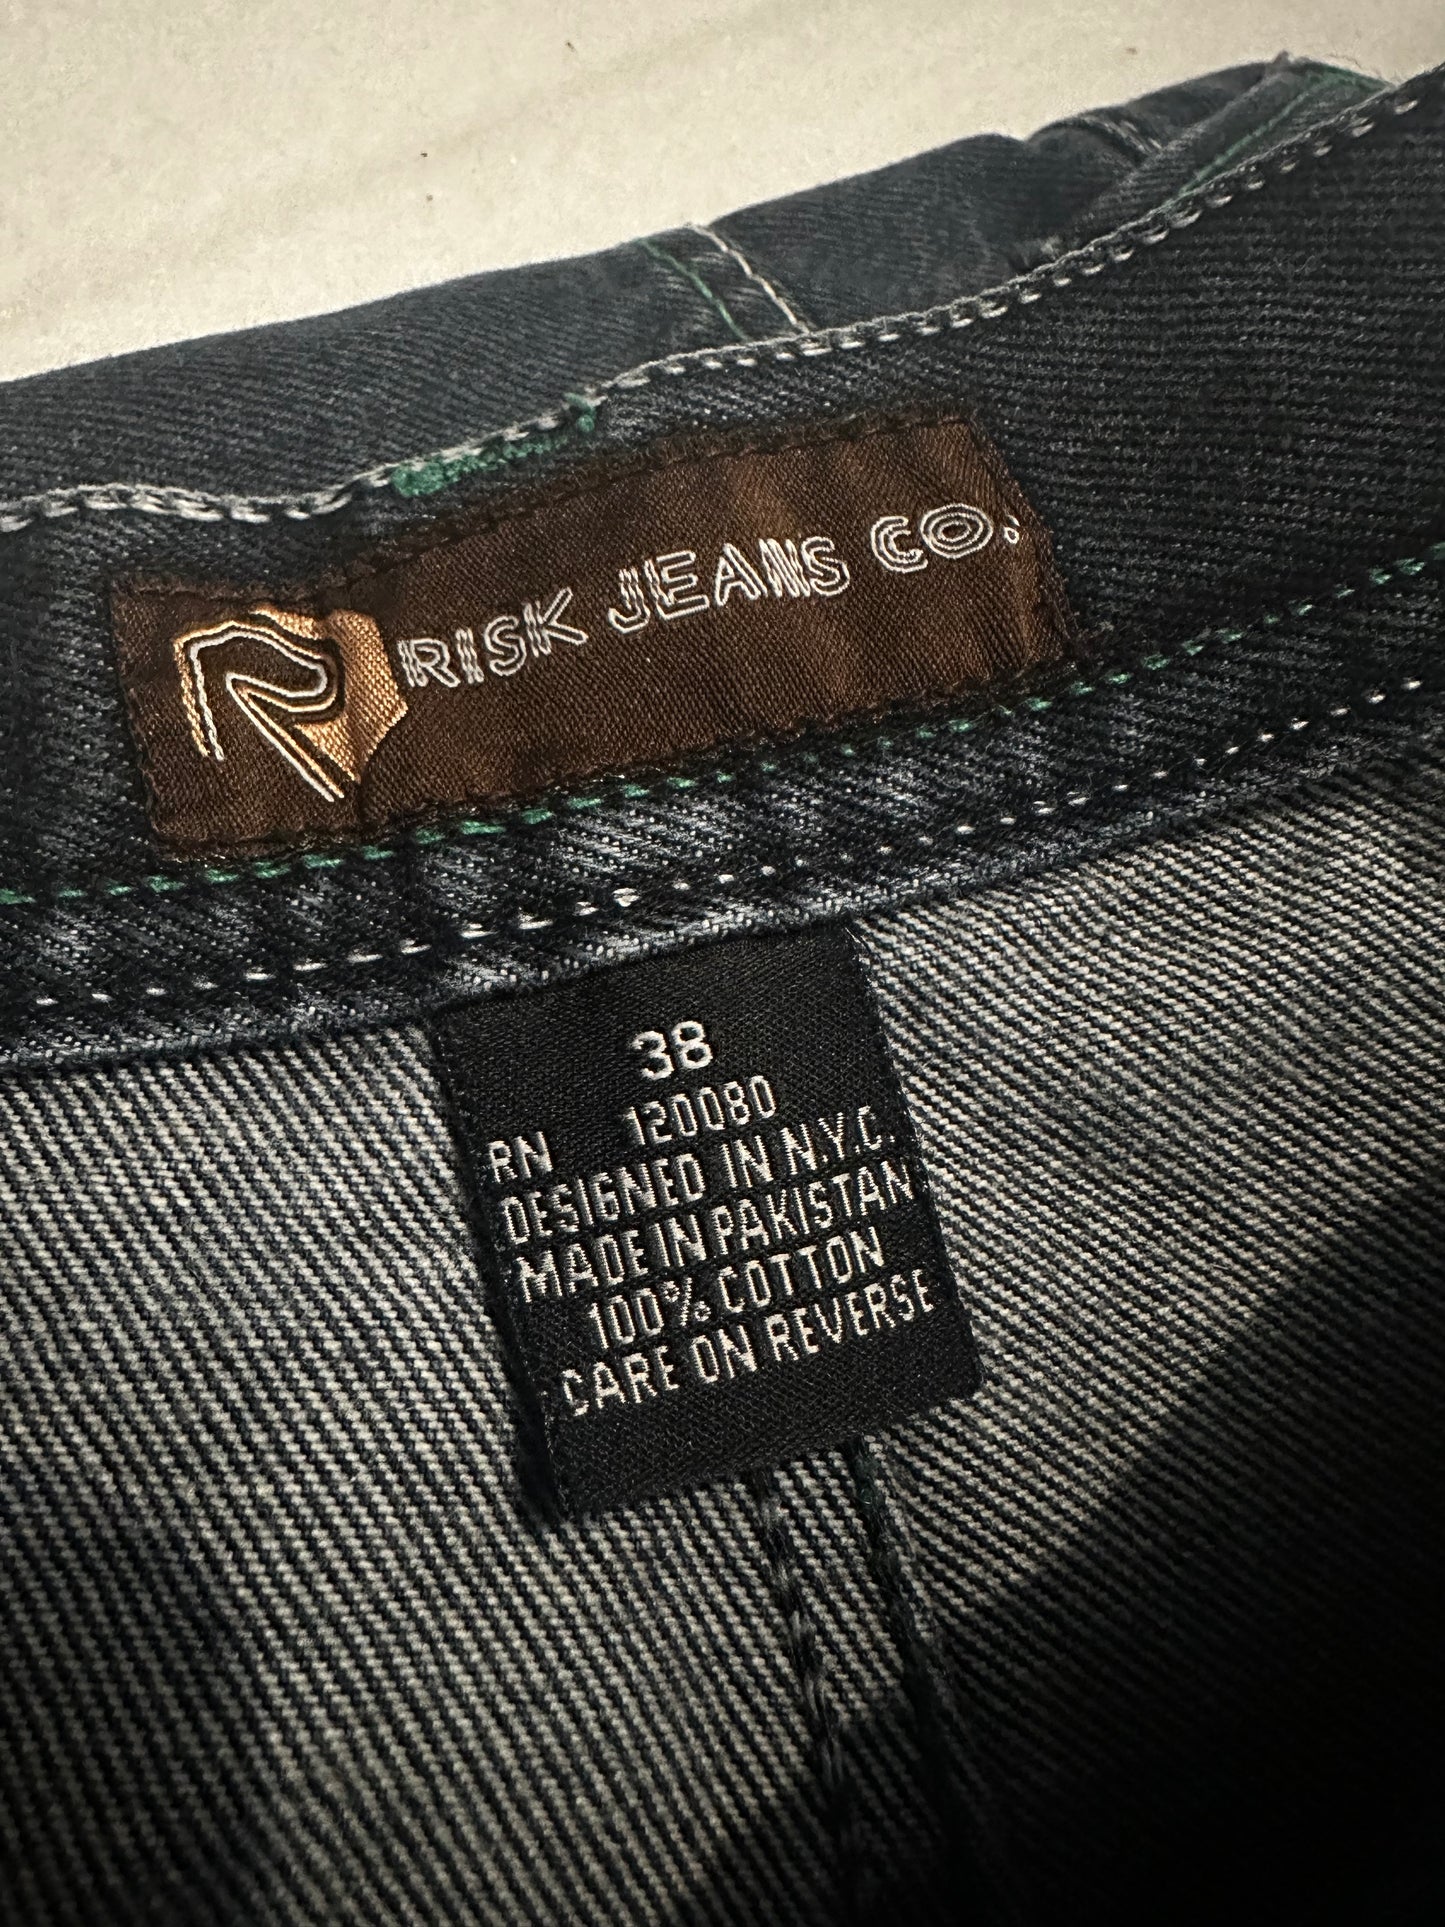 RISK JEANS CO.
38
RN 120080
DESIGNED IN N.Y.C.
MADE IN PAKISTAN
100% COTTON
CARE ON REVERSE